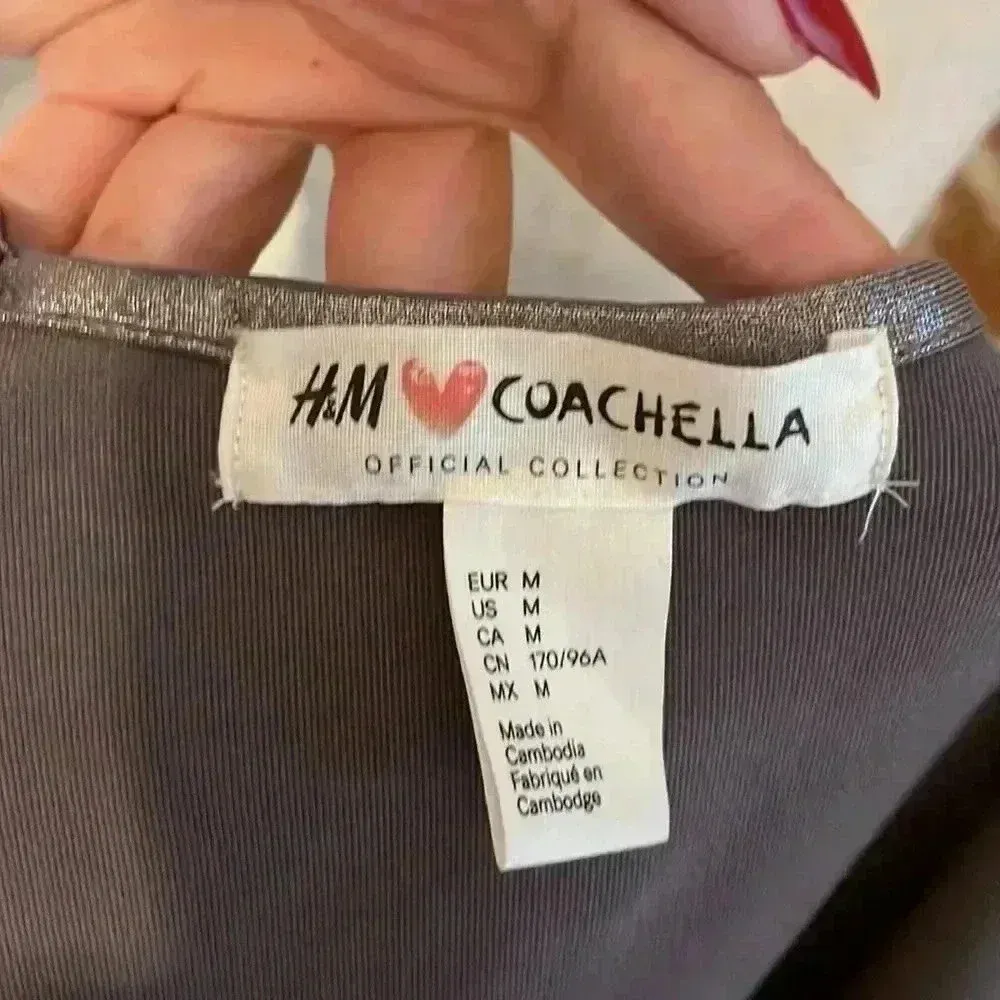 H&M COACHELLA
OFFICIAL COLLECTION
EUR M
US M
CA M
CN 170/96A
MX M
Made in
Cambodia
Fabriqué en
Cambodge